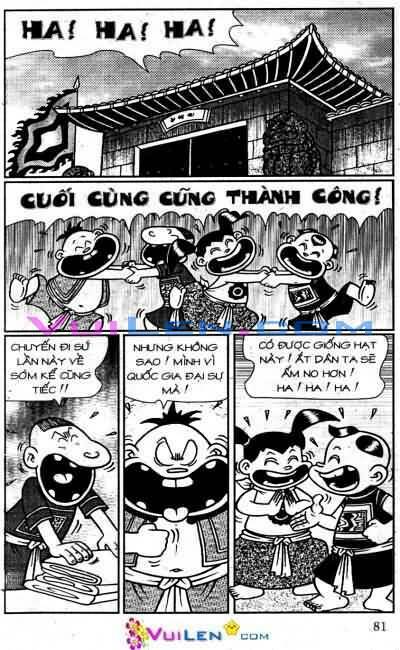 HA! HA! HA!
CUỐI CÙNG CŨNG THÀNH CÔNG!
VUILEN.COM
CHUYẾN ĐI SỨ
LẦN NÀY VỀ
SỚM KỂ CŨNG
TIẾC!!
NHƯNG KHÔNG
SAO! MÌNH VÌ
QUỐC GIA ĐẠI SỰ
MÀ!
CÓ ĐƯỢC GIỐNG HẠT
NÀY! ẮT DÂN TA SẼ
ẤM NO HƠN!
HA! HA! HA!
81
VUILEN.COM